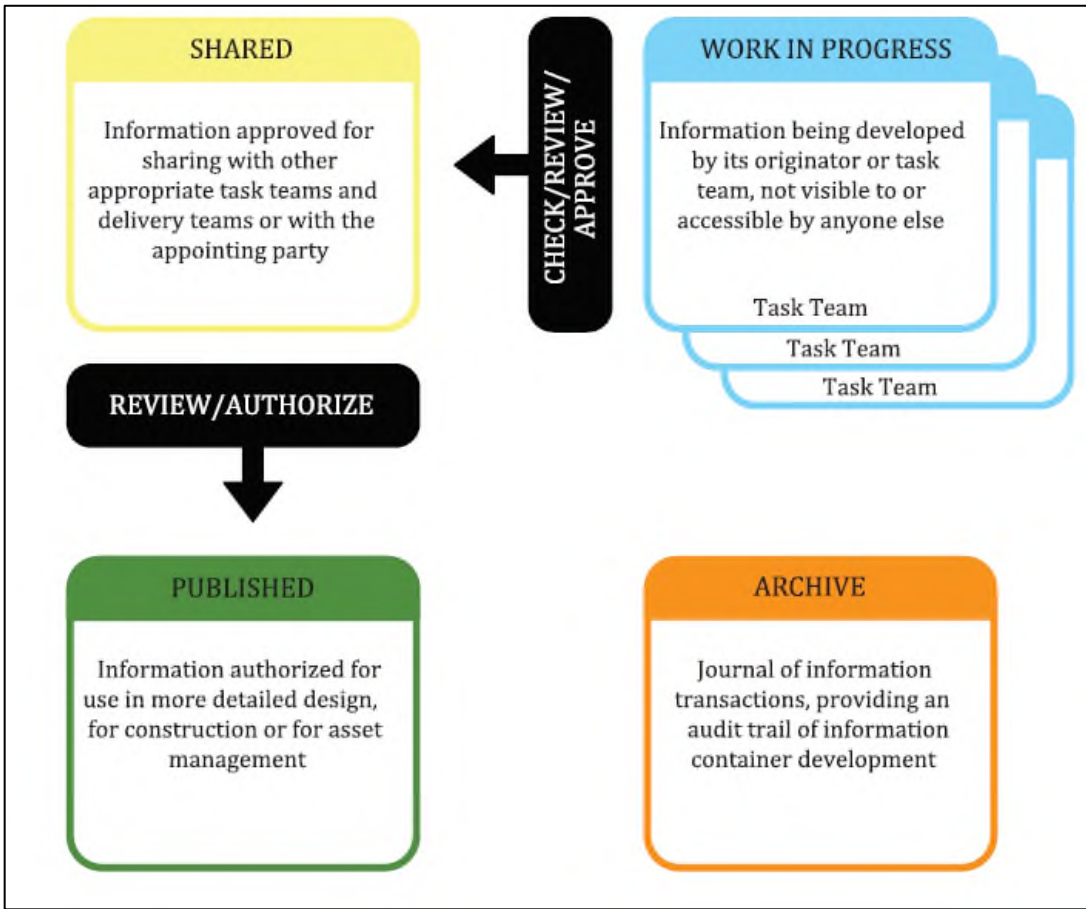 SHARED
Information approved for
sharing with other
appropriate task teams and
delivery teams or with the
appointing party
CHECK/REVIEW/
APPROVE
WORK IN PROGRESS
Information being developed
by its originator or task
team, not visible to or
accessible by anyone else
Task Team
Task Team
Task Team
REVIEW/AUTHORIZE
PUBLISHED
Information authorized for
use in more detailed design,
for construction or for asset
management
ARCHIVE
Journal of information
transactions, providing an
audit trail of information
container development